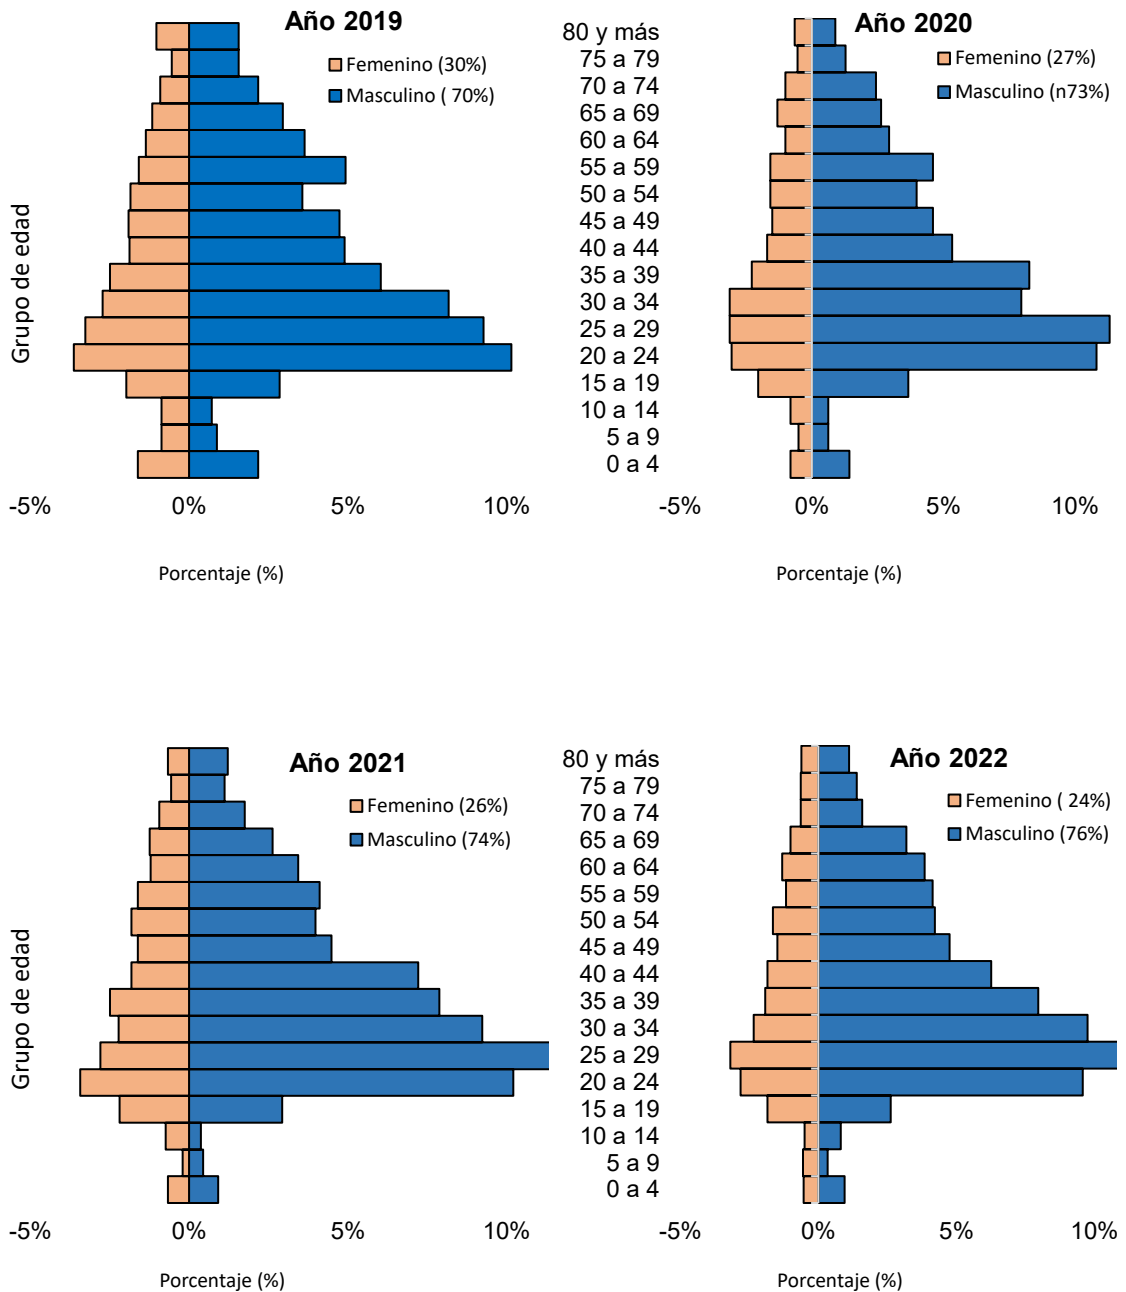 Año 2019
Femenino (30%)
Masculino ( 70%)
Grupo de edad
-5% 0% 5% 10%
Porcentaje (%)
80 y más
75 a 79
70 a 74
65 a 69
60 a 64
55 a 59
50 a 54
45 a 49
40 a 44
35 a 39
30 a 34
25 a 29
20 a 24
15 a 19
10 a 14
5 a 9
0 a 4
Año 2020
Femenino (27%)
Masculino (n73%)
-5% 0% 5% 10%
Porcentaje (%)
Año 2021
Femenino (26%)
Masculino (74%)
Grupo de edad
-5% 0% 5% 10%
Porcentaje (%)
80 y más
75 a 79
70 a 74
65 a 69
60 a 64
55 a 59
50 a 54
45 a 49
40 a 44
35 a 39
30 a 34
25 a 29
20 a 24
15 a 19
10 a 14
5 a 9
0 a 4
Año 2022
Femenino ( 24%)
Masculino (76%)
-5% 0% 5% 10%
Porcentaje (%)